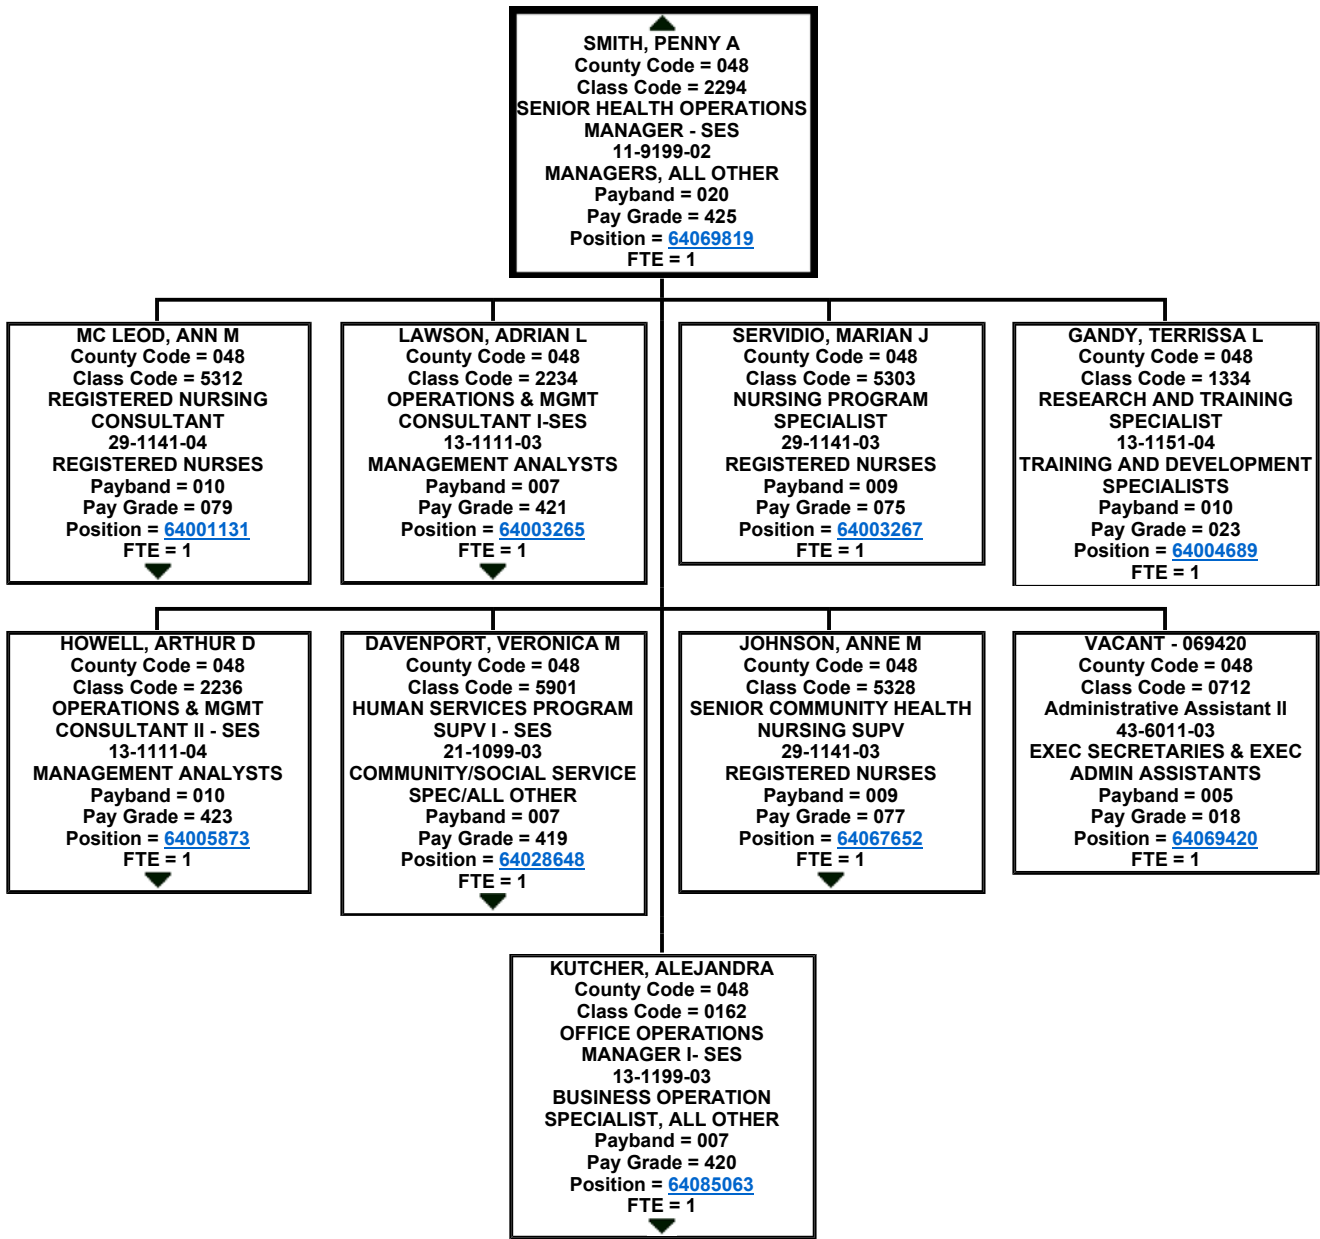 SMITH, PENNY A
County Code = 048
Class Code = 2294
SENIOR HEALTH OPERATIONS
MANAGER - SES
11-9199-02
MANAGERS, ALL OTHER
Payband = 020
Pay Grade = 425
Position = 64069819
FTE = 1
MC LEOD, ANN M
County Code = 048
Class Code = 5312
REGISTERED NURSING
CONSULTANT
29-1141-04
REGISTERED NURSES
Payband = 010
Pay Grade = 079
Position = 64001131
FTE = 1
LAWSON, ADRIAN L
County Code = 048
Class Code = 2234
OPERATIONS & MGMT
CONSULTANT I-SES
13-1111-03
MANAGEMENT ANALYSTS
Payband = 007
Pay Grade = 421
Position = 64003265
FTE = 1
SERVIDIO, MARIAN J
County Code = 048
Class Code = 5303
NURSING PROGRAM
SPECIALIST
29-1141-03
REGISTERED NURSES
Payband = 009
Pay Grade = 075
Position = 64003267
FTE = 1
GANDY, TERRISSA L
County Code = 048
Class Code = 1334
RESEARCH AND TRAINING
SPECIALIST
13-1151-04
TRAINING AND DEVELOPMENT
SPECIALISTS
Payband = 010
Pay Grade = 023
Position = 64004689
FTE = 1
HOWELL, ARTHUR D
County Code = 048
Class Code = 2236
OPERATIONS & MGMT
CONSULTANT II - SES
13-1111-04
MANAGEMENT ANALYSTS
Payband = 010
Pay Grade = 423
Position = 64005873
FTE = 1
DAVENPORT, VERONICA M
County Code = 048
Class Code = 5901
HUMAN SERVICES PROGRAM
SUPV I - SES
21-1099-03
COMMUNITY/SOCIAL SERVICE
SPEC/ALL OTHER
Payband = 007
Pay Grade = 419
Position = 64028648
FTE = 1
JOHNSON, ANNE M
County Code = 048
Class Code = 5328
SENIOR COMMUNITY HEALTH
NURSING SUPV
29-1141-03
REGISTERED NURSES
Payband = 009
Pay Grade = 077
Position = 64067652
FTE = 1
VACANT - 069420
County Code = 048
Class Code = 0712
Administrative Assistant II
43-6011-03
EXEC SECRETARIES & EXEC
ADMIN ASSISTANTS
Payband = 005
Pay Grade = 018
Position = 64069420
FTE = 1
KUTCHER, ALEJANDRA
County Code = 048
Class Code = 0162
OFFICE OPERATIONS
MANAGER I- SES
13-1199-03
BUSINESS OPERATION
SPECIALIST, ALL OTHER
Payband = 007
Pay Grade = 420
Position = 64085063
FTE = 1